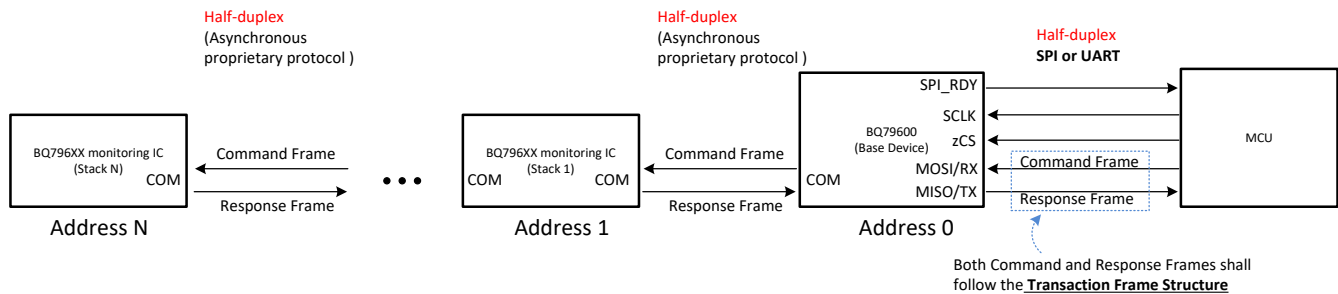 Half-duplex
(Asynchronous
proprietary protocol )
Half-duplex
(Asynchronous
proprietary protocol )
Half-duplex
SPI or UART
BQ796XX monitoring IC
(Stack N)
COM
Command Frame
Response Frame
Address N
BQ796XX monitoring IC
(Stack 1)
COM
COM
Command Frame
Response Frame
Address 1
BQ79600
(Base Device)
COM
SPI_RDY
SCLK
zCS
MOSI/RX
MISO/TX
Address 0
Command Frame
Response Frame
MCU
Both Command and Response Frames shall
follow the Transaction Frame Structure